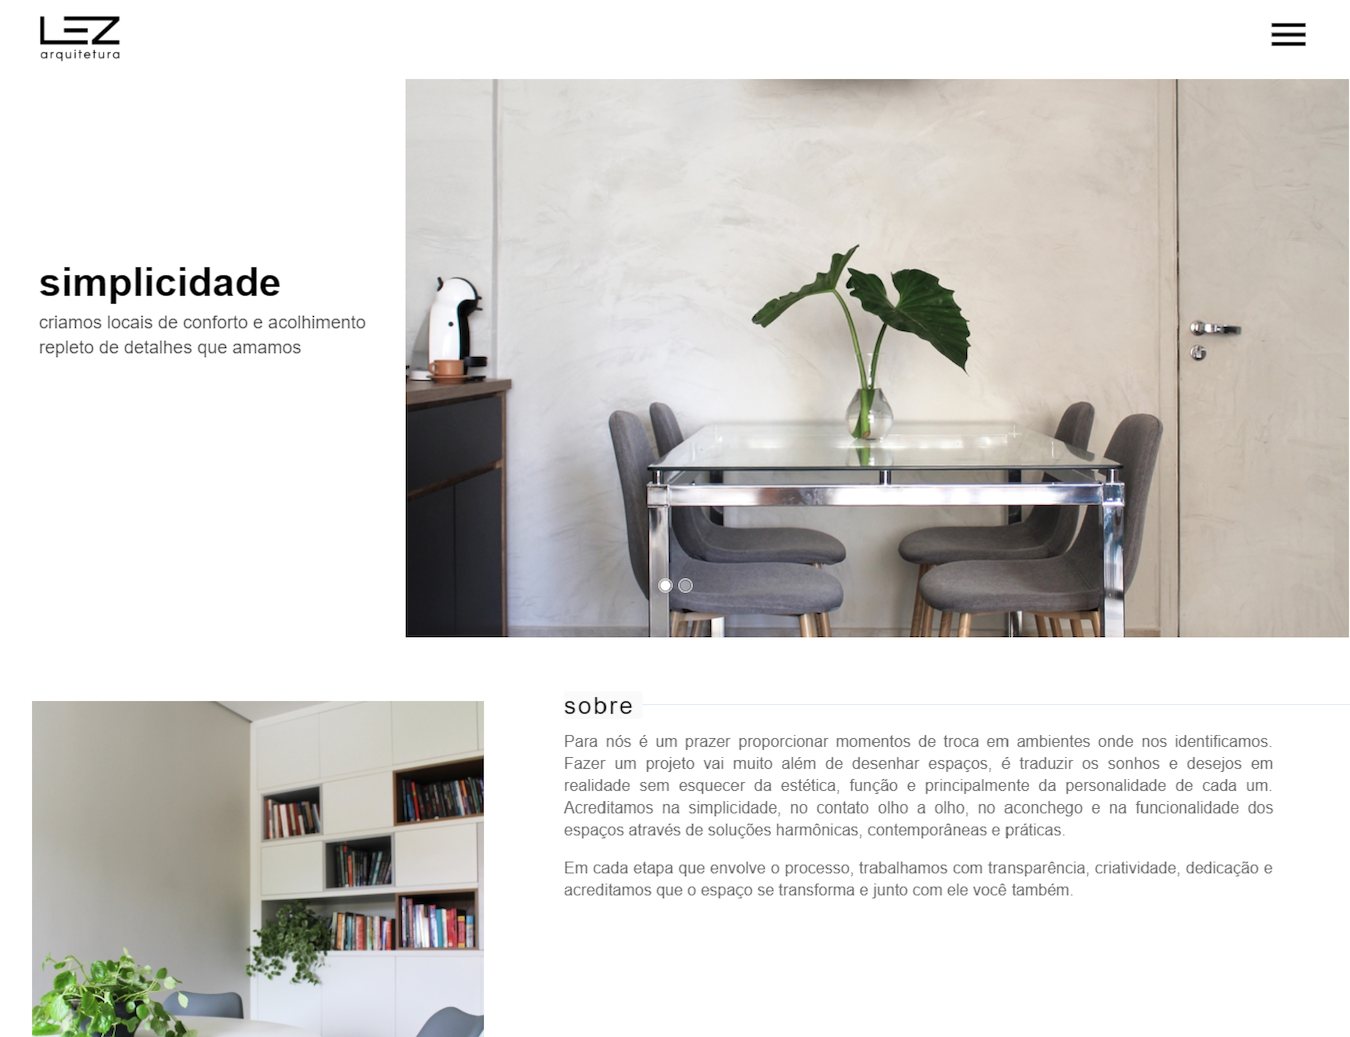 LEZ
arquitetura
simplicidade
criamos locais de conforto e acolhimento
repleto de detalhes que amamos
sobre
Para nós é um prazer proporcionar momentos de troca em ambientes onde nos identificamos.
Fazer um projeto vai muito além de desenhar espaços, é traduzir os sonhos e desejos em
realidade sem esquecer da estética, função e principalmente da personalidade de cada um.
Acreditamos na simplicidade, no contato olho a olho, no aconchego e na funcionalidade dos
espaços através de soluções harmônicas, contemporâneas e práticas.
Em cada etapa que envolve o processo, trabalhamos com transparência, criatividade, dedicação e
acreditamos que o espaço se transforma e junto com ele você também.